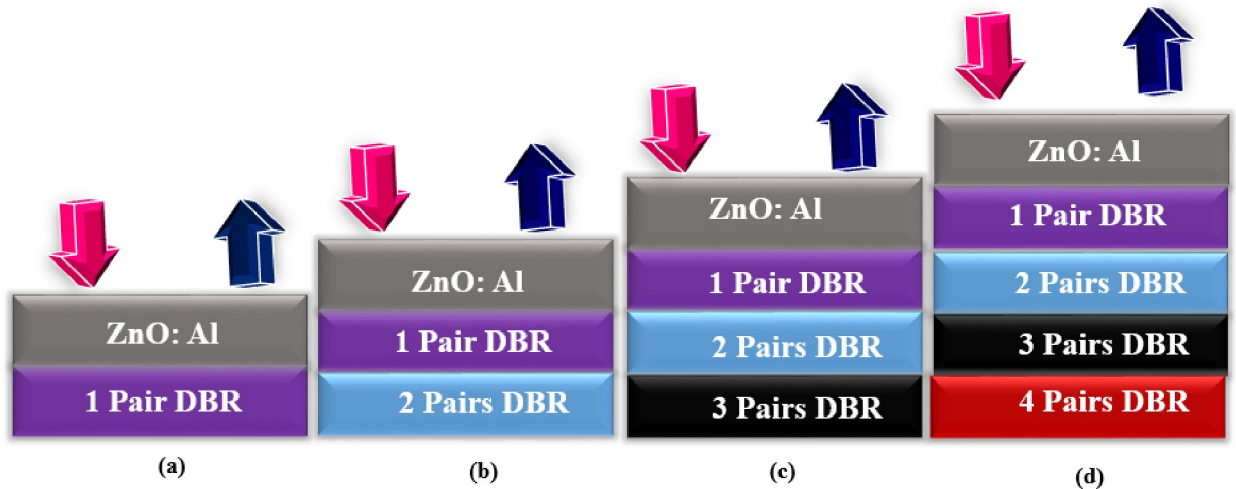 ZnO: Al
1 Pair DBR
(a)
ZnO: Al
1 Pair DBR
2 Pairs DBR
(b)
ZnO: Al
1 Pair DBR
2 Pairs DBR
3 Pairs DBR
(c)
ZnO: Al
1 Pair DBR
2 Pairs DBR
3 Pairs DBR
4 Pairs DBR
(d)